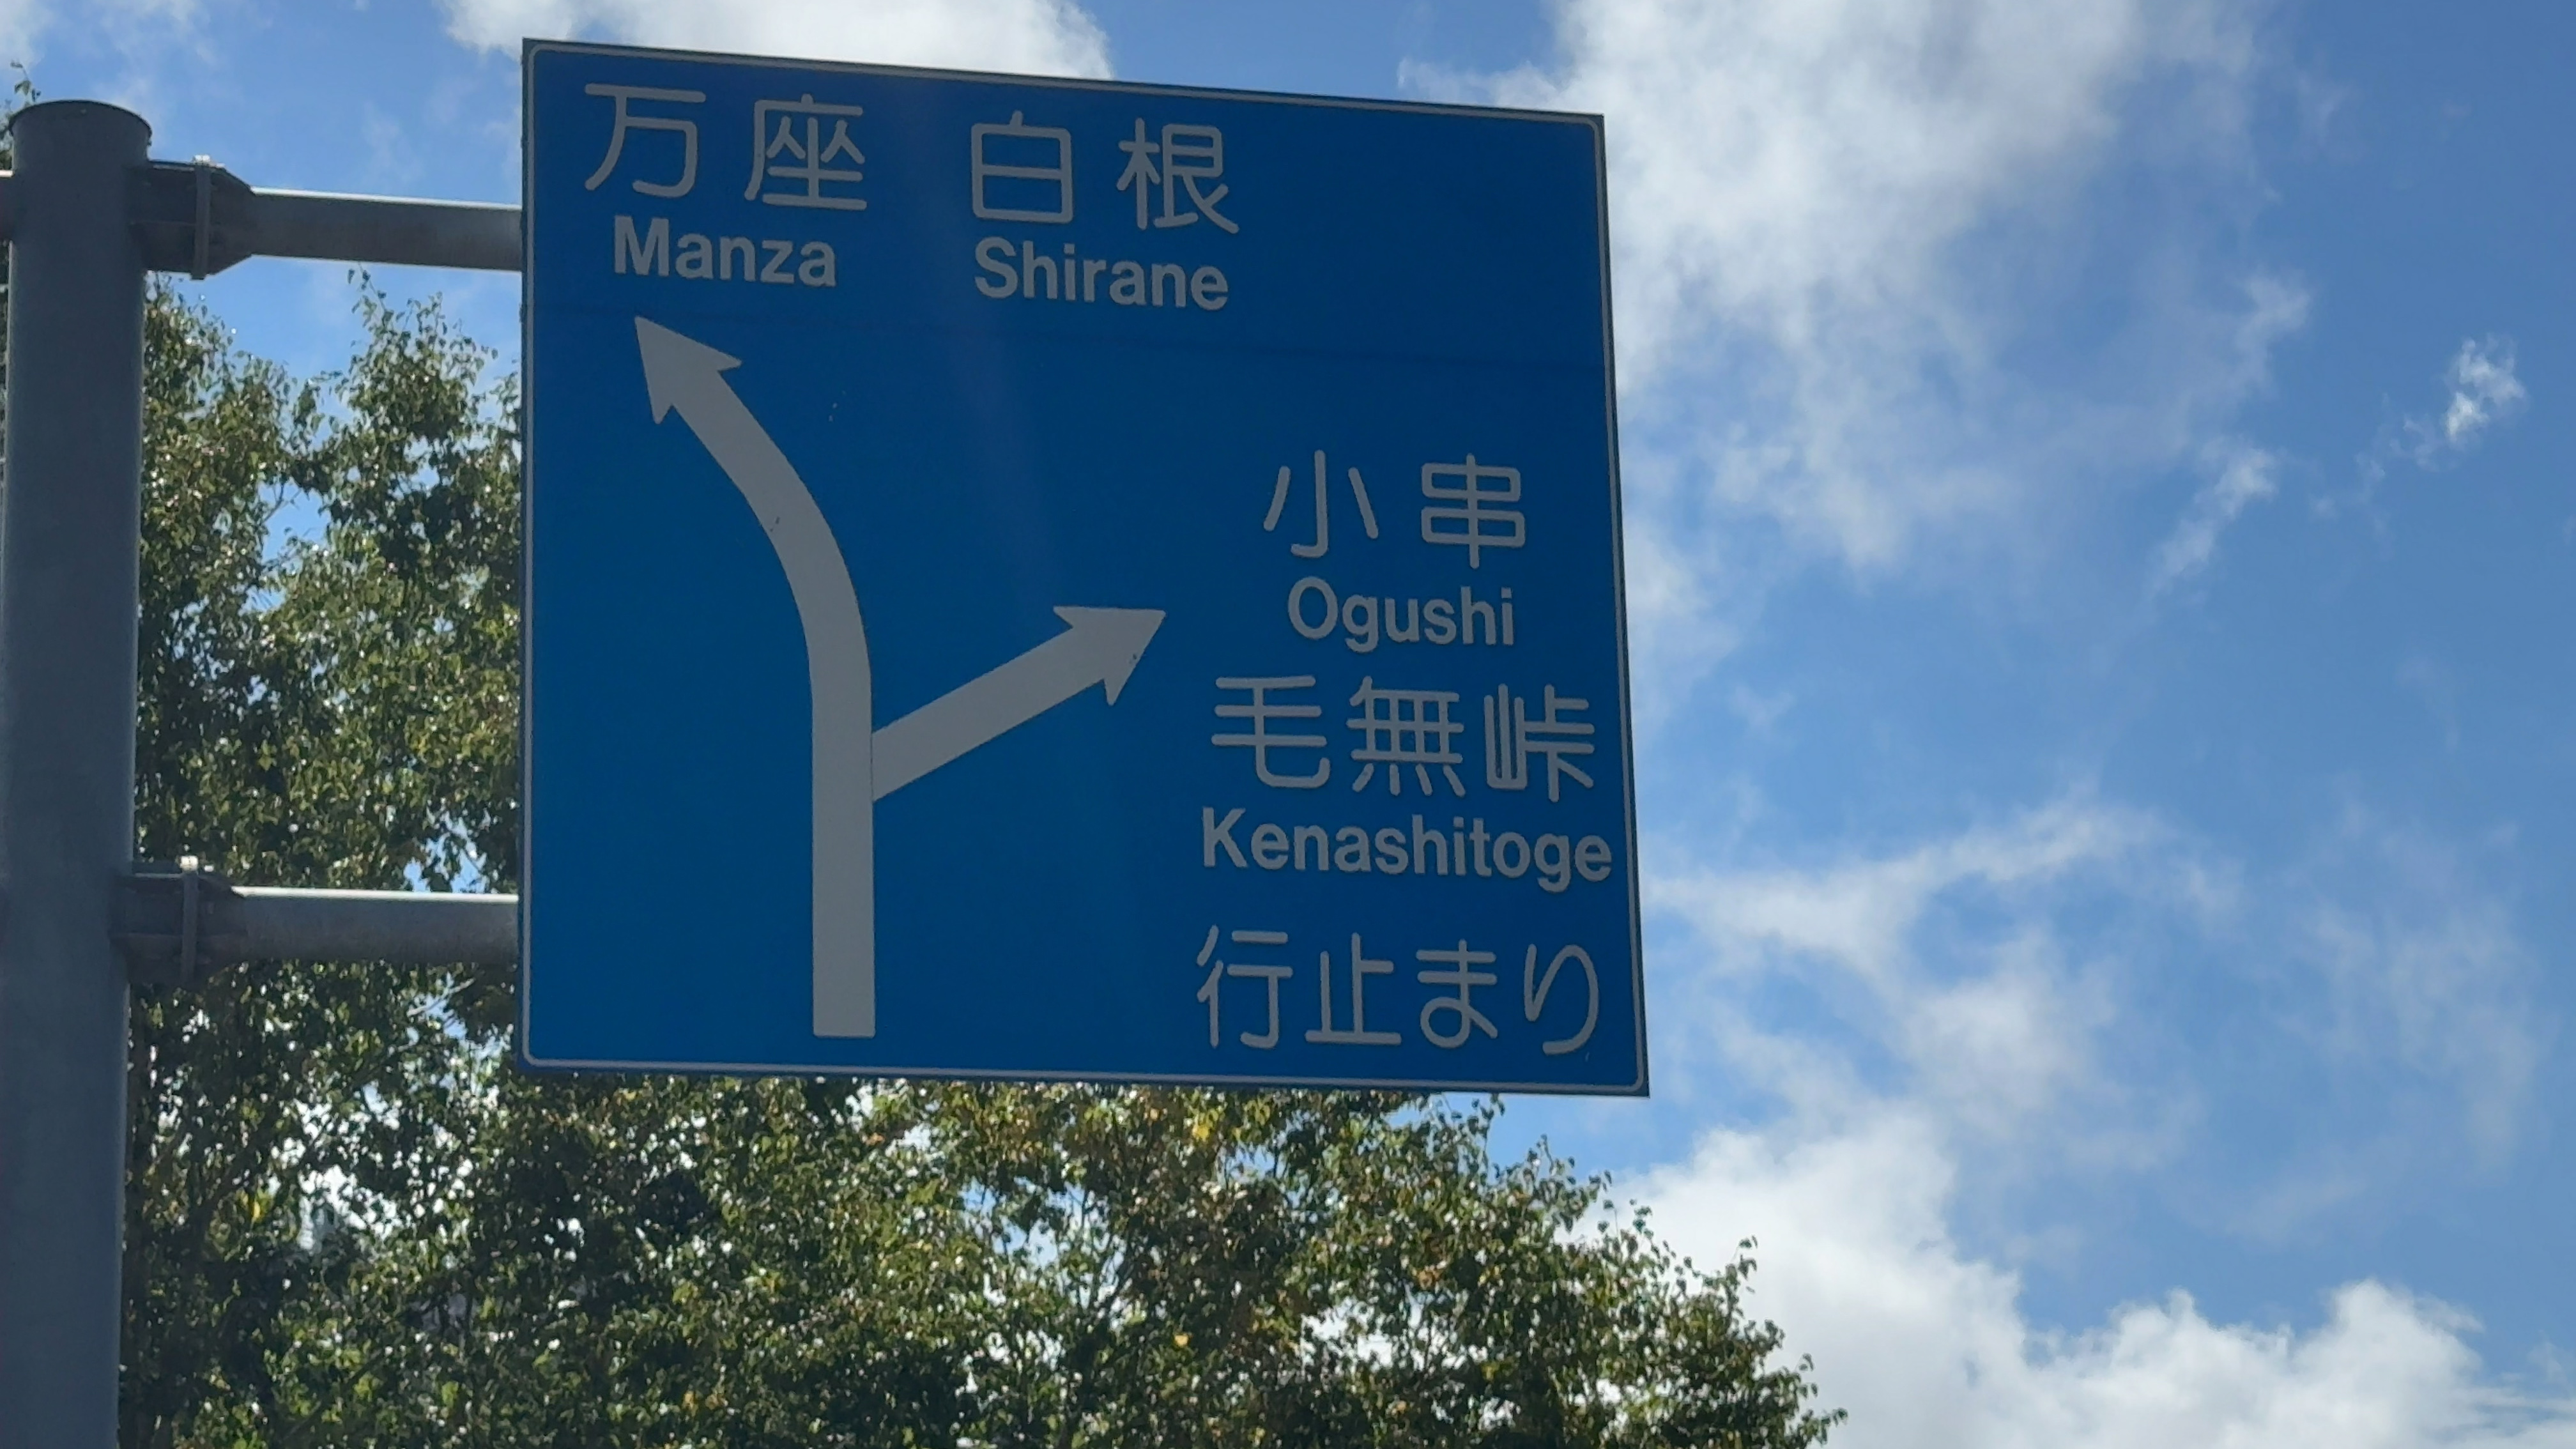 万座 白根
Manza Shirane
小串
Ogushi
毛無峠
Kenashitoge
行止まり